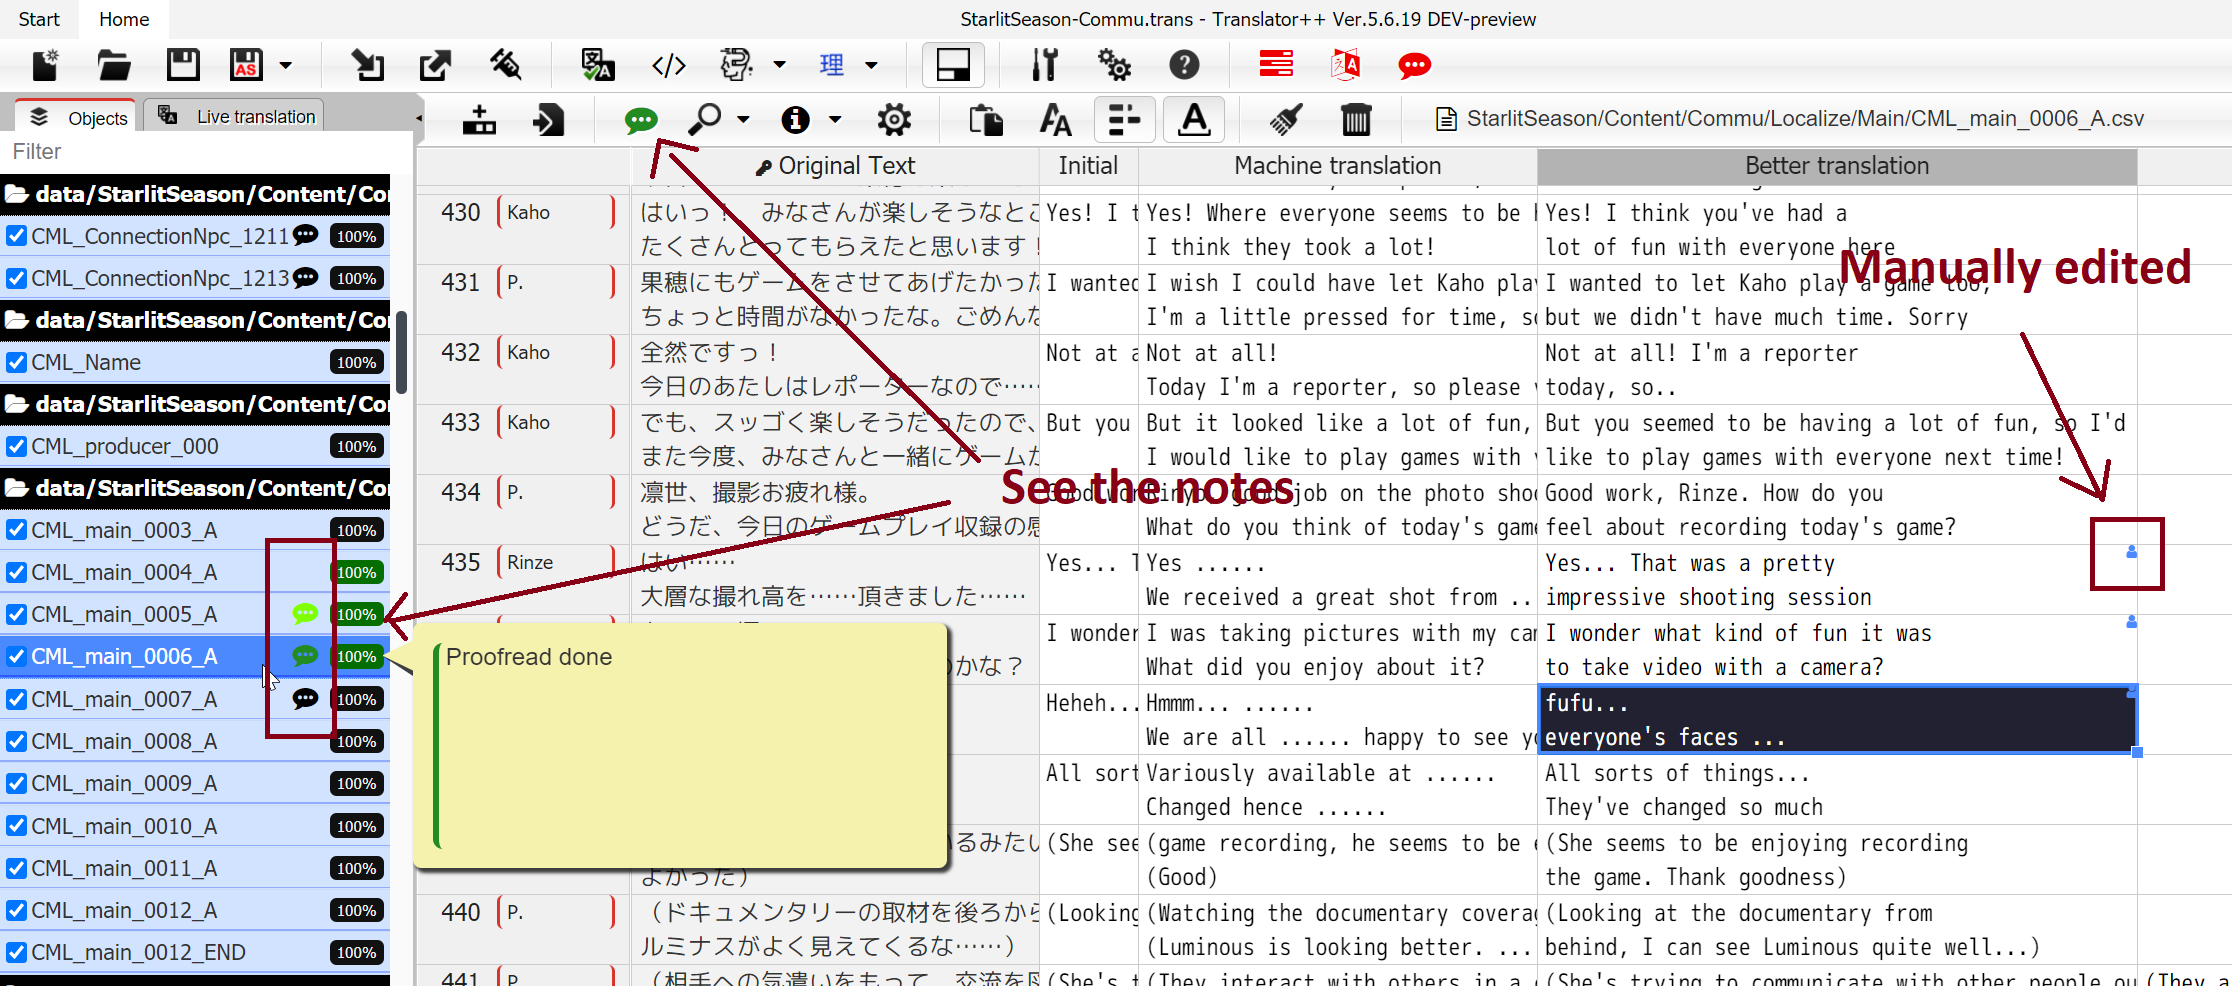 Start Home StarlitSeason-Commu.trans - Translator++ Ver.5.6.19 DEV-preview
AS 理
Objects Live translation StarlitSeason/Content/Commu/Localize/Main/CML_main_0006_A.csv
Filter
Original Text Initial Machine translation Better translation
data/StarlitSeason/Content/Co
CML_ConnectionNpc_1211 100%
CML_ConnectionNpc_1213 100%
data/StarlitSeason/Content/Co
CML_Name 100%
data/StarlitSeason/Content/Co
CML_producer_000 100%
data/StarlitSeason/Content/Co
CML_main_0003_A 100%
CML_main_0004_A 100%
CML_main_0005_A 100%
CML_main_0006_A 100%
CML_main_0007_A 100%
CML_main_0008_A 100%
CML_main_0009_A 100%
CML_main_0010_A 100%
CML_main_0011_A 100%
CML_main_0012_A 100%
CML_main_0012_END 100%
430 Kaho はいっ！　みなさんが楽しそうなとこ Yes! I t Yes! Where everyone seems to be Yes! I think you've had a
たくさんとってもらえたと思います！ I think they took a lot! lot of fun with everyone here
431 P. 果穂にもゲームをさせてあげたかった I wanted I wish I could have let Kaho play I wanted to let Kaho play a game too,
ちょっと時間がなかったな。ごめんな I'm a little pressed for time, so but we didn't have much time. Sorry
432 Kaho 全然ですっ！ Not at a Not at all! Not at all! I'm a reporter
今日のあたしはレポーターなので…… Today I'm a reporter, so please today, so..
433 Kaho でも、スッゴく楽しそうだったので、 But you But it looked like a lot of fun, But you seemed to be having a lot of fun, so I'd
また今度、みなさんと一緒にゲームた I would like to play games with like to play games with everyone next time!
434 P. 凛世、撮影お疲れ様。 Good wor good job on the photo shoo Good work, Rinze. How do you
どうだ、今日のゲームプレイ収録の感 What do you think of today's game feel about recording today's game?
435 Rinze はい…… Yes... Yes ...... Yes... That was a pretty
大層な撮れ高を……頂きました…… We received a great shot from .. impressive shooting session
I wonder I was taking pictures with my cam I wonder what kind of fun it was
のかな？ What did you enjoy about it? to take video with a camera?
Heheh... Hmmm... ...... fufu...
We are all ...... happy to see yo everyone's faces ...
All sort Variously available at ...... All sorts of things...
Changed hence ...... They've changed so much
いるみたい (She see (game recording, he seems to be (She seems to be enjoying recording
よかった） (Good) the game. Thank goodness)
440 P. （ドキュメンタリーの取材を後ろから (Looking (Watching the documentary coverag (Looking at the documentary from
ルミナスがよく見えてくるな……） (Luminous is looking better. ... behind, I can see Luminous quite well...)
441 P （相手への気遣いをもって、交流を図 (She's t (They interact with others in a (She's trying to communicate with other people ou (They a
Proofread done
See the notes
Manually edited